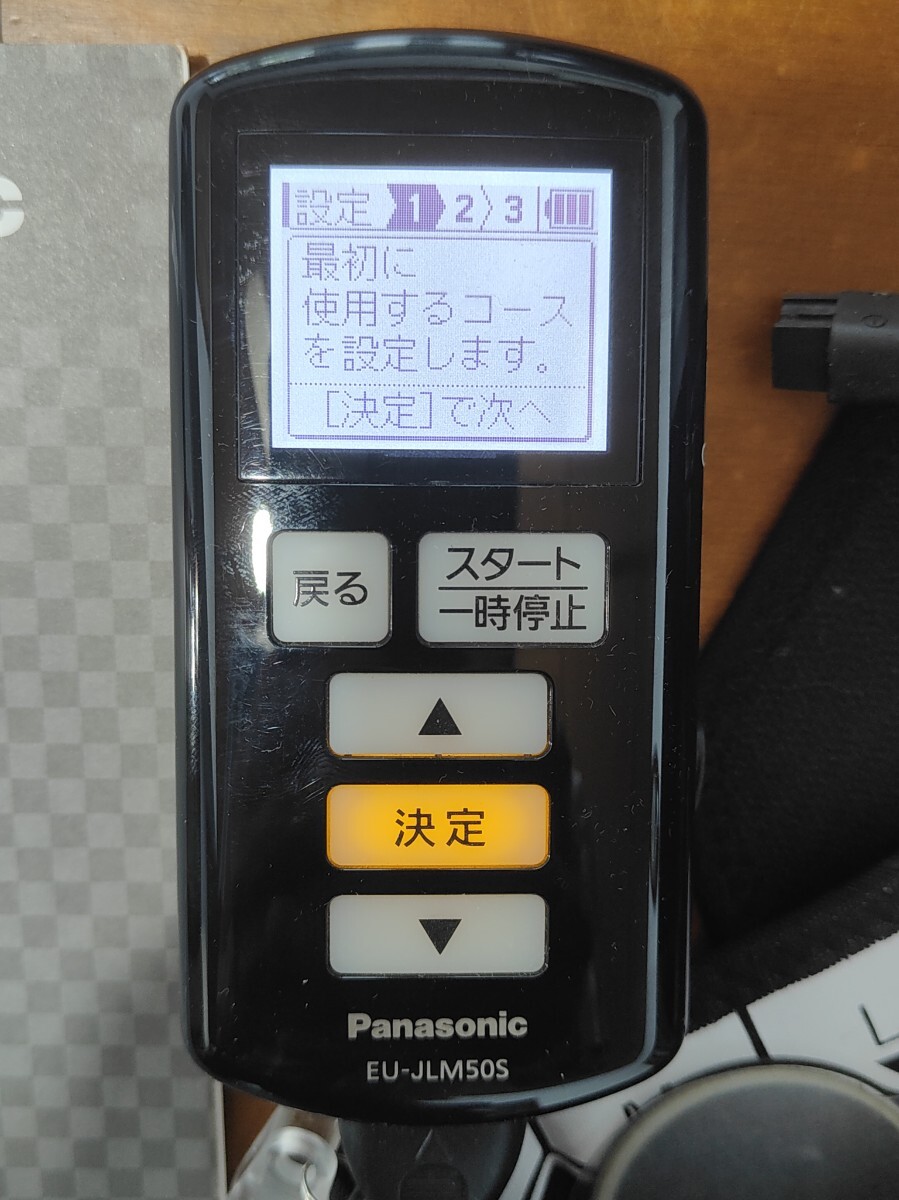 設定 1 2 3
最初に
使用するコース
を設定します。
[決定]で次へ
戻る
スタート
一時停止
▲
決定
▼
Panasonic
EU-JLM50S